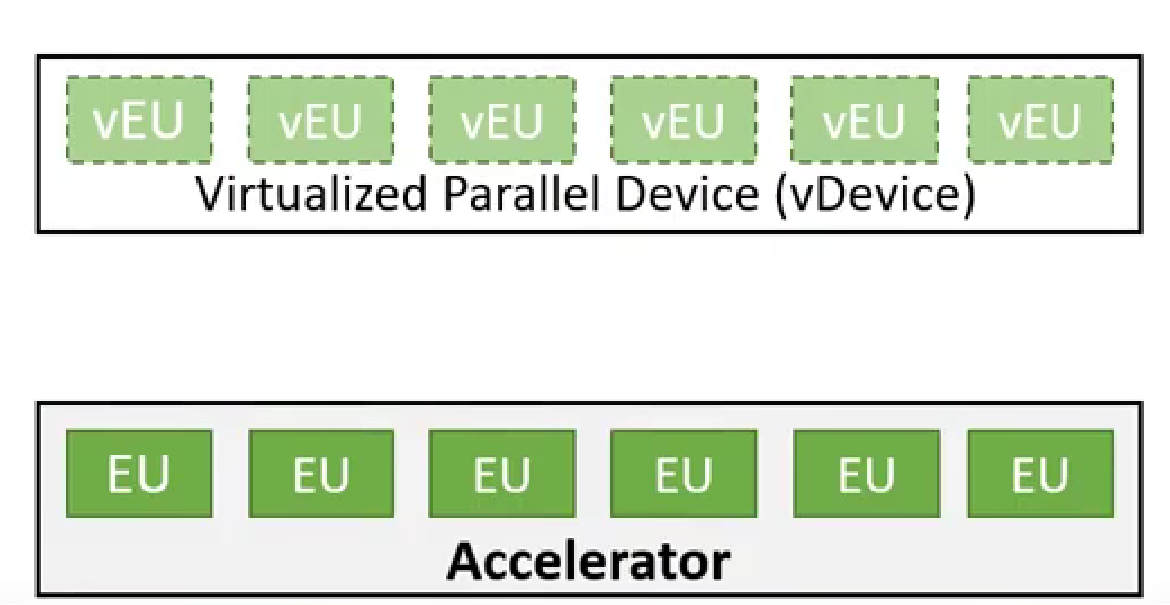 vEU vEU vEU vEU vEU vEU
Virtualized Parallel Device (vDevice)
EU EU EU EU EU EU
Accelerator